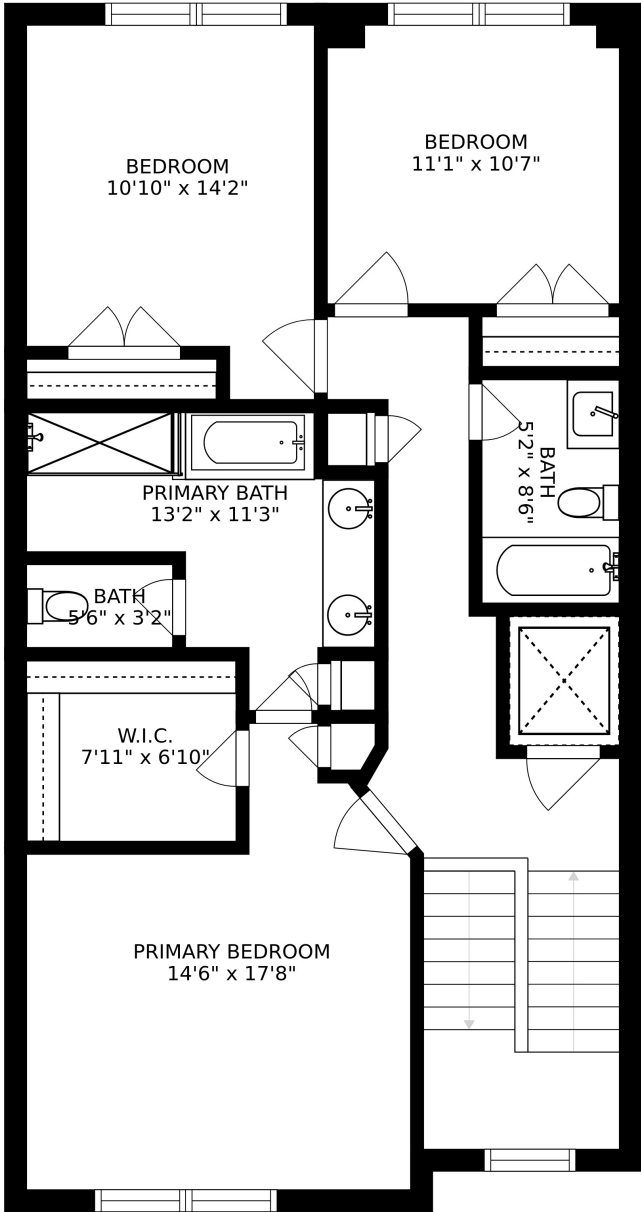 BEDROOM
10'10" x 14'2"
BEDROOM
11'1" x 10'7"
PRIMARY BATH
13'2" x 11'3"
BATH
5'2" x 8'6"
BATH
5'6" x 3'2"
W.I.C.
7'11" x 6'10"
PRIMARY BEDROOM
14'6" x 17'8"